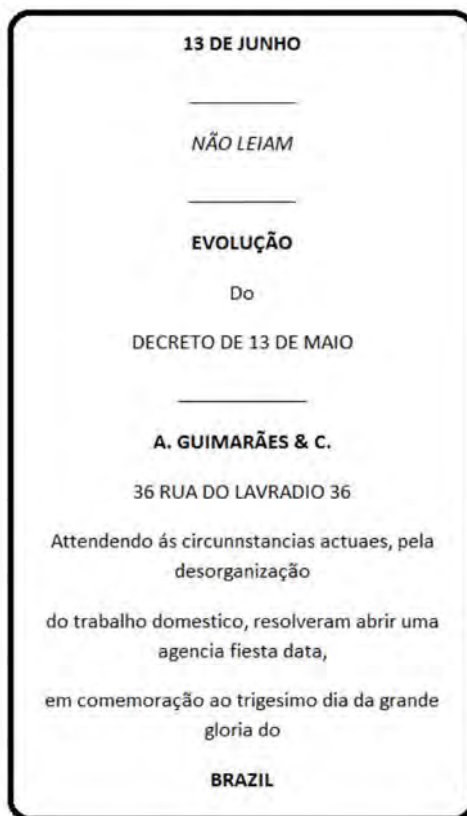 13 DE JUNHO
NÃO LEIAM
EVOLUÇÃO
Do
DECRETO DE 13 DE MAIO
A. GUIMARÃES & C.
36 RUA DO LAVRADIO 36
Attendendo ás circunnstancias actuaes, pela
desorganização
do trabalho domestico, resolveram abrir uma
agencia fiesta data,
em comemoração ao trigesimo dia da grande
gloria do
BRAZIL